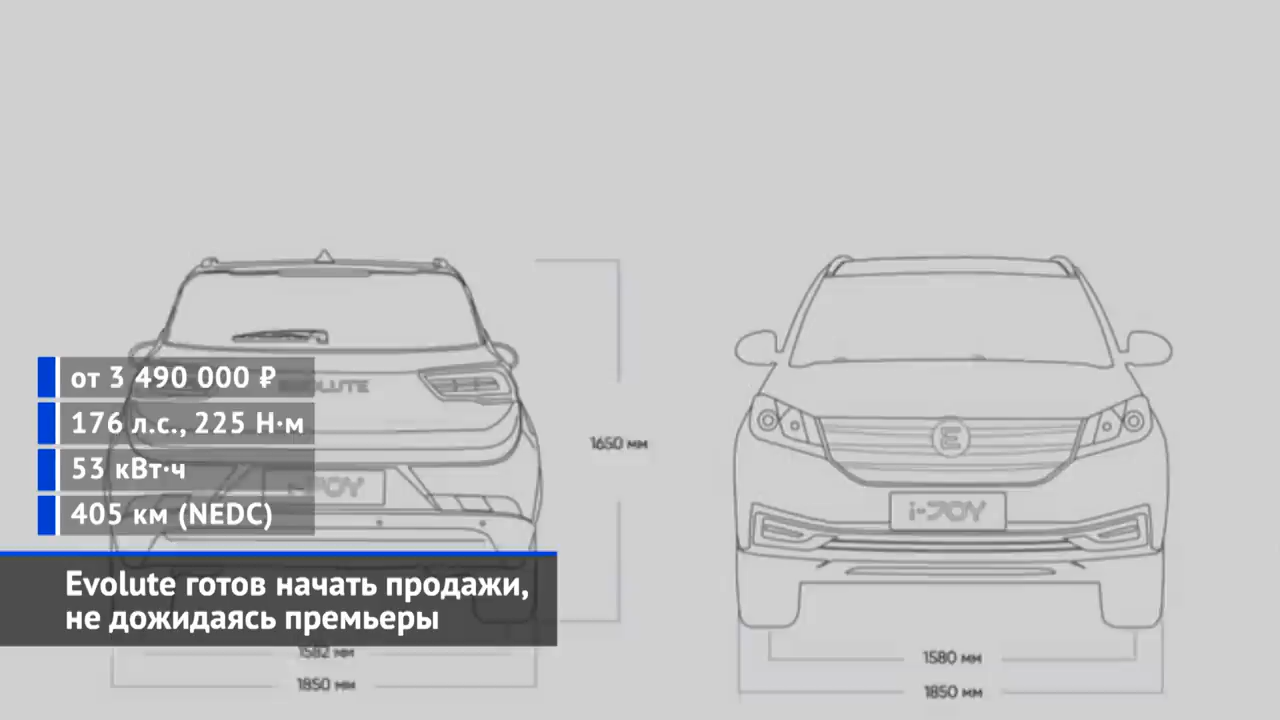 от 3 490 000 ₽
176 л.с., 225 Н·м
53 кВт·ч
405 км (NEDC)
Evolute готов начать продажи,
не дожидаясь премьеры
EVOLUTE
i-JOY
1650 мм
1582 мм
1850 мм
E
i-JOY
1580 мм
1850 мм